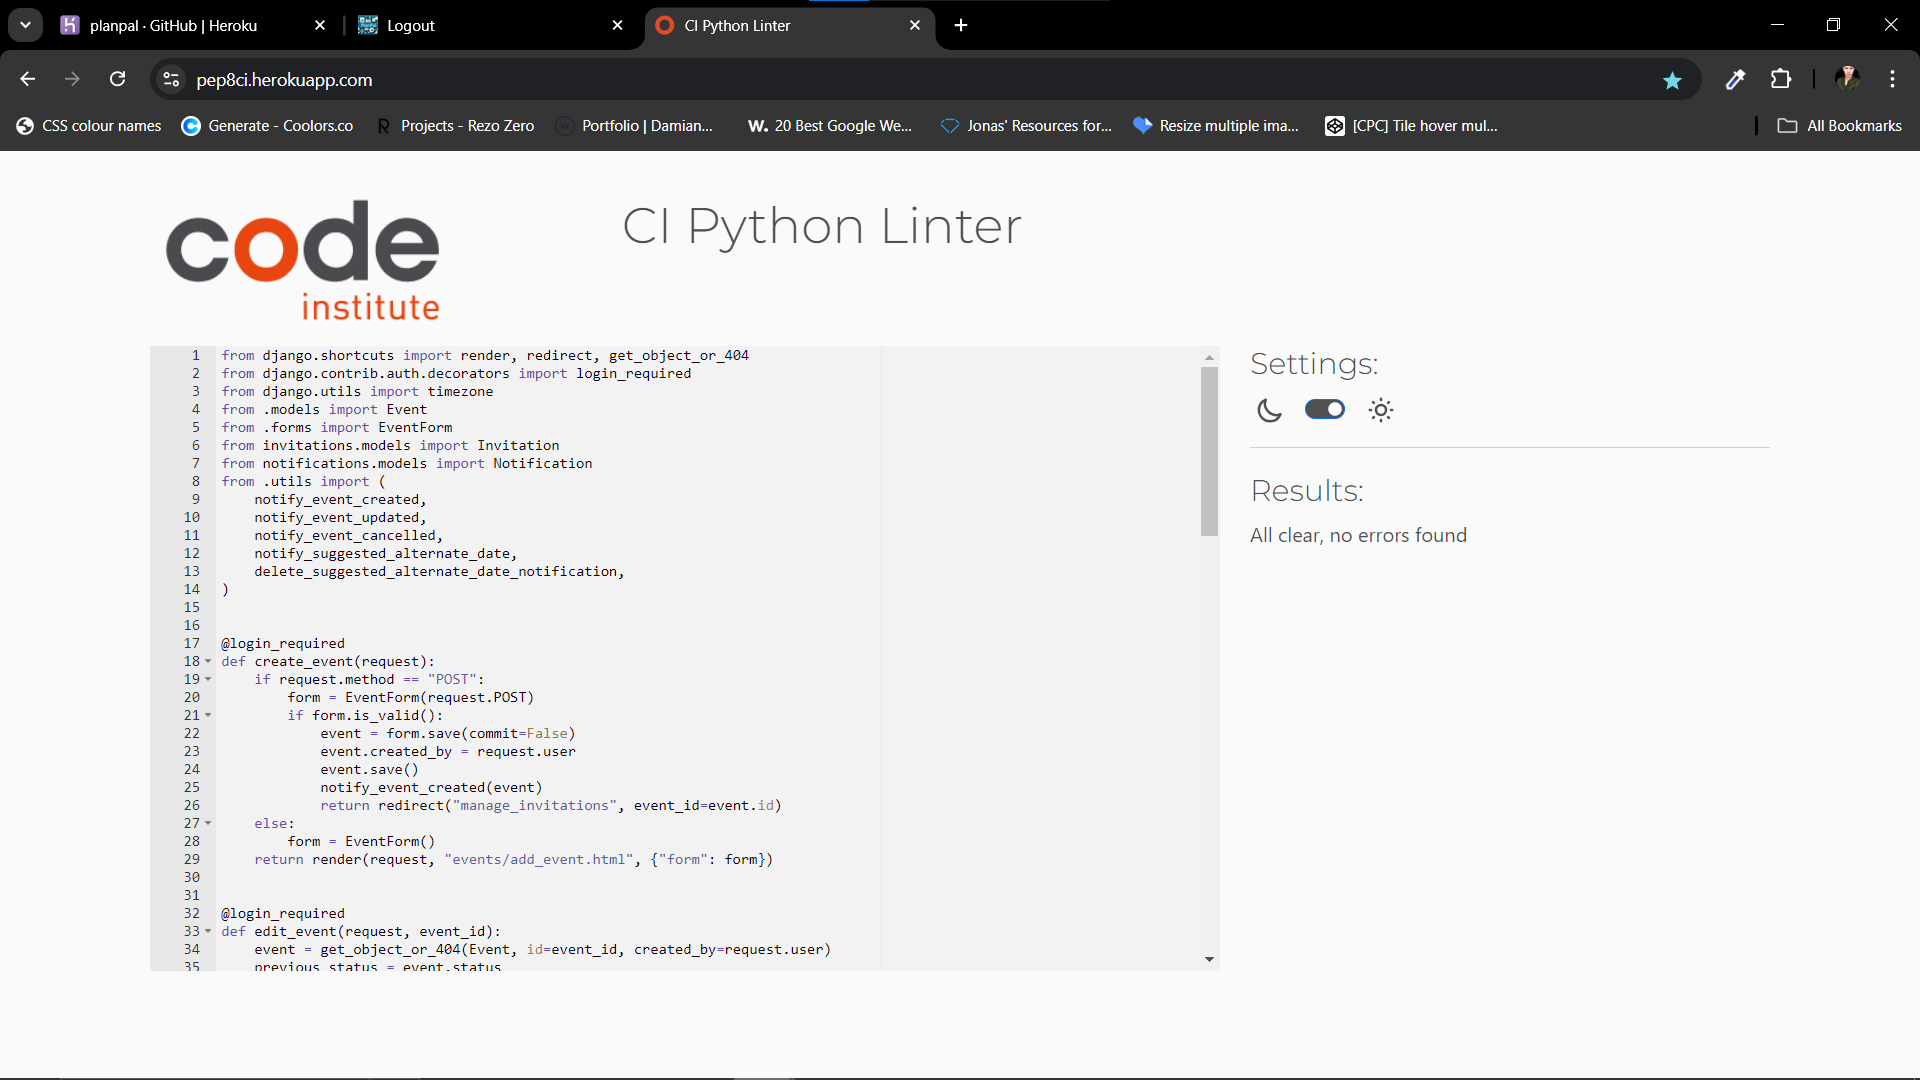 planpal · GitHub | Heroku
Logout
CI Python Linter
pep8ci.herokuapp.com
CSS colour names
Generate - Coolors.co
Projects - Rezo Zero
Portfolio | Damian...
W. 20 Best Google We...
Jonas' Resources for...
Resize multiple ima...
[CPC] Tile hover mul...
All Bookmarks
code
institute
CI Python Linter
1 from django.shortcuts import render, redirect, get_object_or_404
2 from django.contrib.auth.decorators import login_required
3 from django.utils import timezone
4 from .models import Event
5 from .forms import EventForm
6 from invitations.models import Invitation
7 from notifications.models import Notification
8 from .utils import (
9     notify_event_created,
10     notify_event_updated,
11     notify_event_cancelled,
12     notify_suggested_alternate_date,
13     delete_suggested_alternate_date_notification,
14 )
15
16
17 @login_required
18 def create_event(request):
19     if request.method == "POST":
20         form = EventForm(request.POST)
21         if form.is_valid():
22             event = form.save(commit=False)
23             event.created_by = request.user
24             event.save()
25             notify_event_created(event)
26             return redirect("manage_invitations", event_id=event.id)
27     else:
28         form = EventForm()
29     return render(request, "events/add_event.html", {"form": form})
30
31
32 @login_required
33 def edit_event(request, event_id):
34     event = get_object_or_404(Event, id=event_id, created_by=request.user)
35     previous_status = event.status
Settings:
Results:
All clear, no errors found